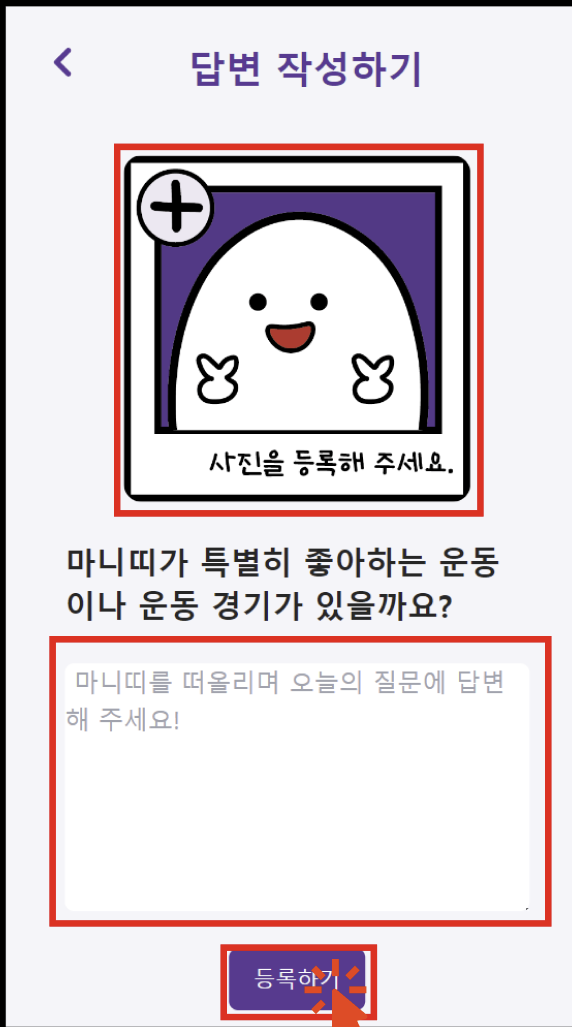 답변 작성하기
사진을 등록해 주세요.
마니띠가 특별히 좋아하는 운동
이나 운동 경기가 있을까요?
마니띠를 떠올리며 오늘의 질문에 답변
해 주세요!
등록하기